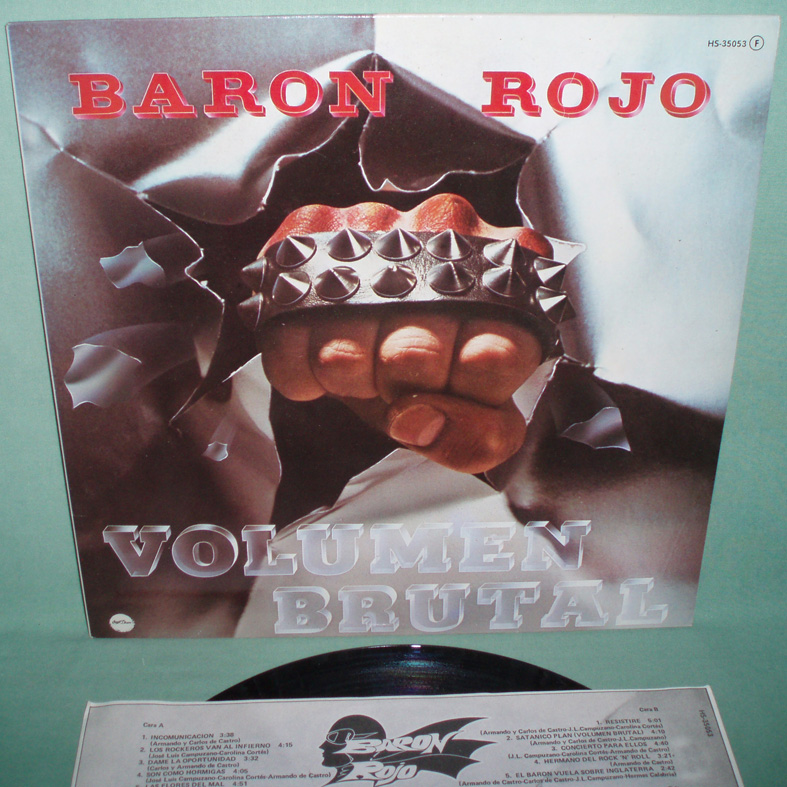 HS-35053 F
BARON ROJO
VOLUMEN
BRUTAL
Cara A
1. INCOMUNICACION 3:38
(Armando y Carlos de Castro)
2. LOS ROCKEROS VAN AL INFIERNO 4:15
(José Luis Campuzano-Carolina Cortés)
3. DAME LA OPORTUNIDAD 3:32
(Carlos y Armando de Castro)
4. SON COMO HORMIGAS 4:05
(José Luis Campuzano-Carolina Cortés-Armando de Castro)
5. LAS FLORES DEL MAL 4:51
BARON
ROJO
Cara B
1. RESISTIRE 5:01
(Armando y Carlos de Castro-J.L. Campuzano-Carolina Cortés)
2. SATANICO PLAN (VOLUMEN BRUTAL) 4:10
(Armando y Carlos de Castro-J.L. Campuzano)
3. CONCIERTO PARA ELLOS 4:40
(J.L. Campuzano-Carolina Cortés-Armando de Castro)
4. HERMANO DEL ROCK 'N' ROLL 3:21
(Armando de Castro)
5. EL BARON VUELA SOBRE INGLATERRA 2:42
(Armando de Castro-Carlos de Castro-J.L. Campuzano-Hermes Calabria)
HS-35053